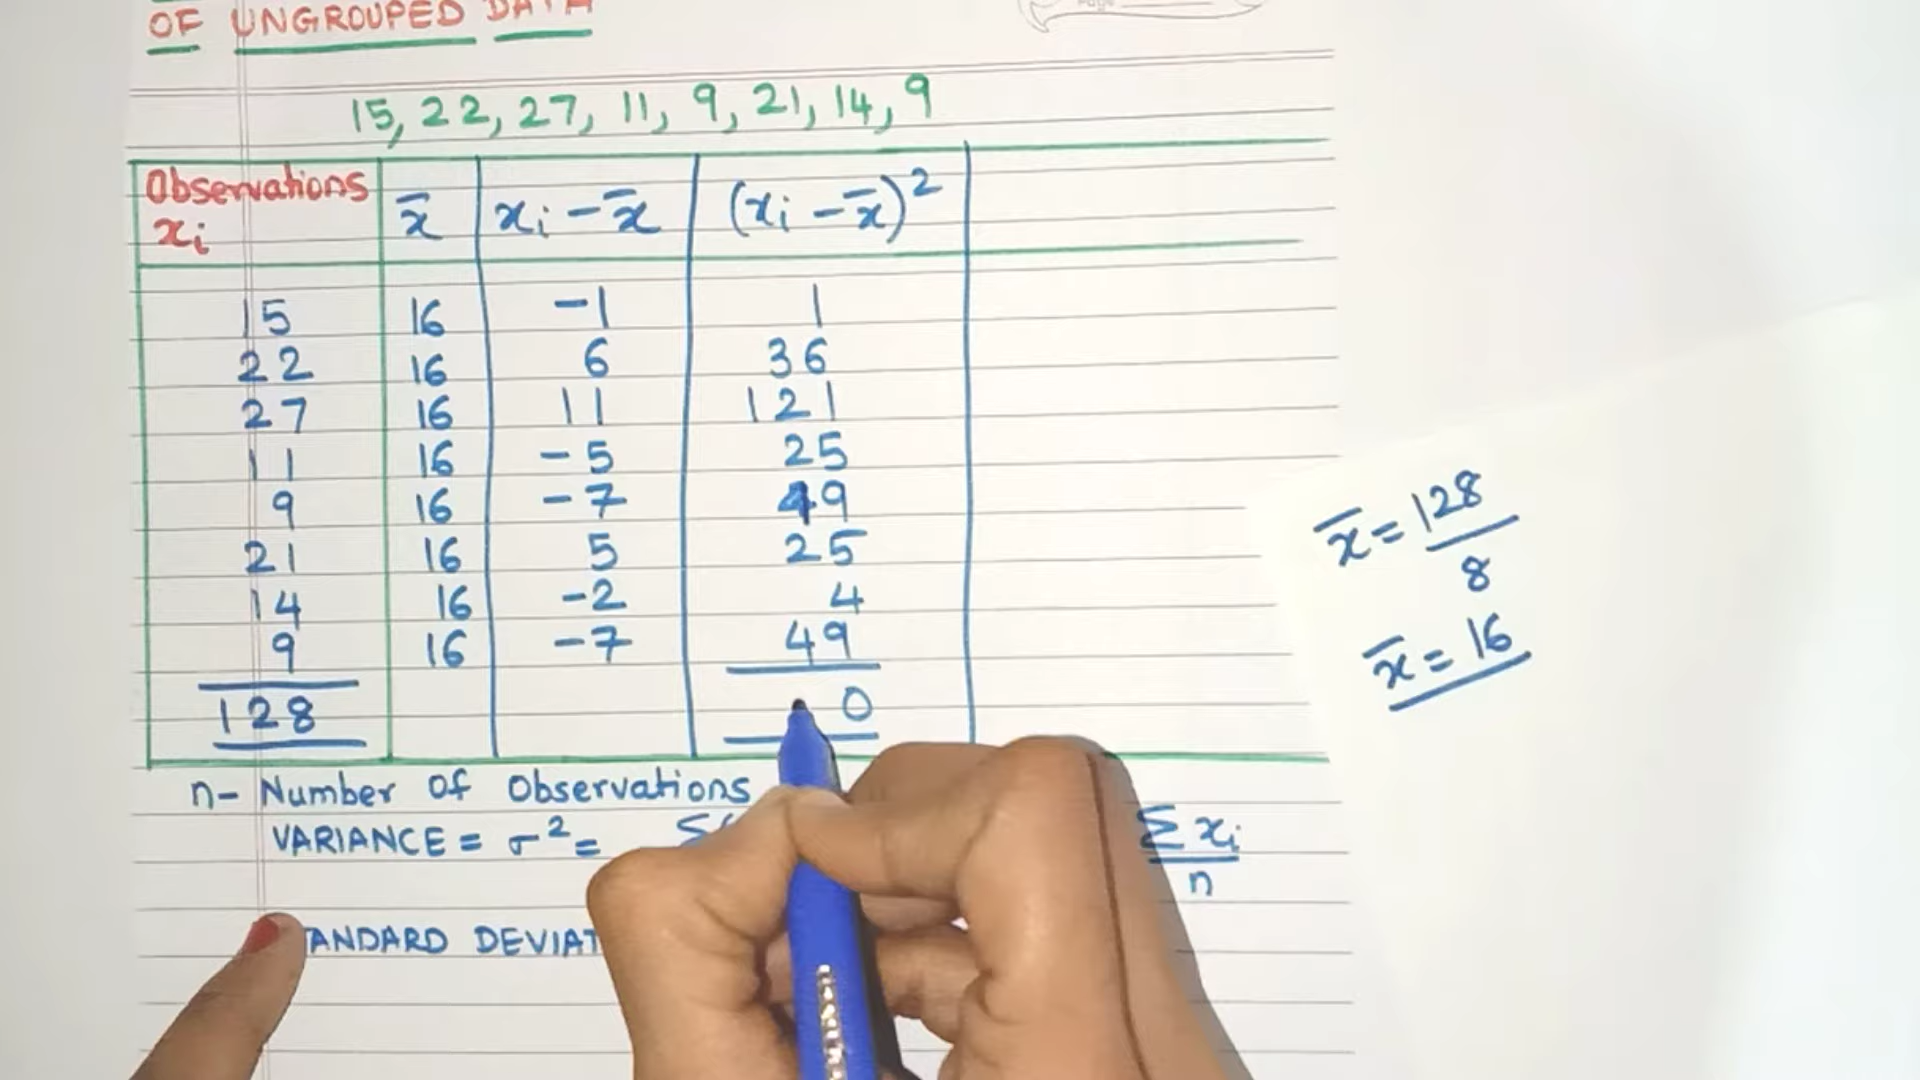 OF UNGROUPED DATA
15, 22, 27, 11, 9, 21, 14, 9
Observations xᵢ x̄ xᵢ − x̄ (xᵢ − x̄)²
15 16 −1 1
22 16 6 36
27 16 11 121
11 16 −5 25
9 16 −7 49
21 16 5 25
14 16 −2 4
9 16 −7 49
128 0
n- Number of Observations
VARIANCE = σ² =
Σxᵢ
n
ANDARD DEVIAT
x̄ = 128
8
x̄ = 16